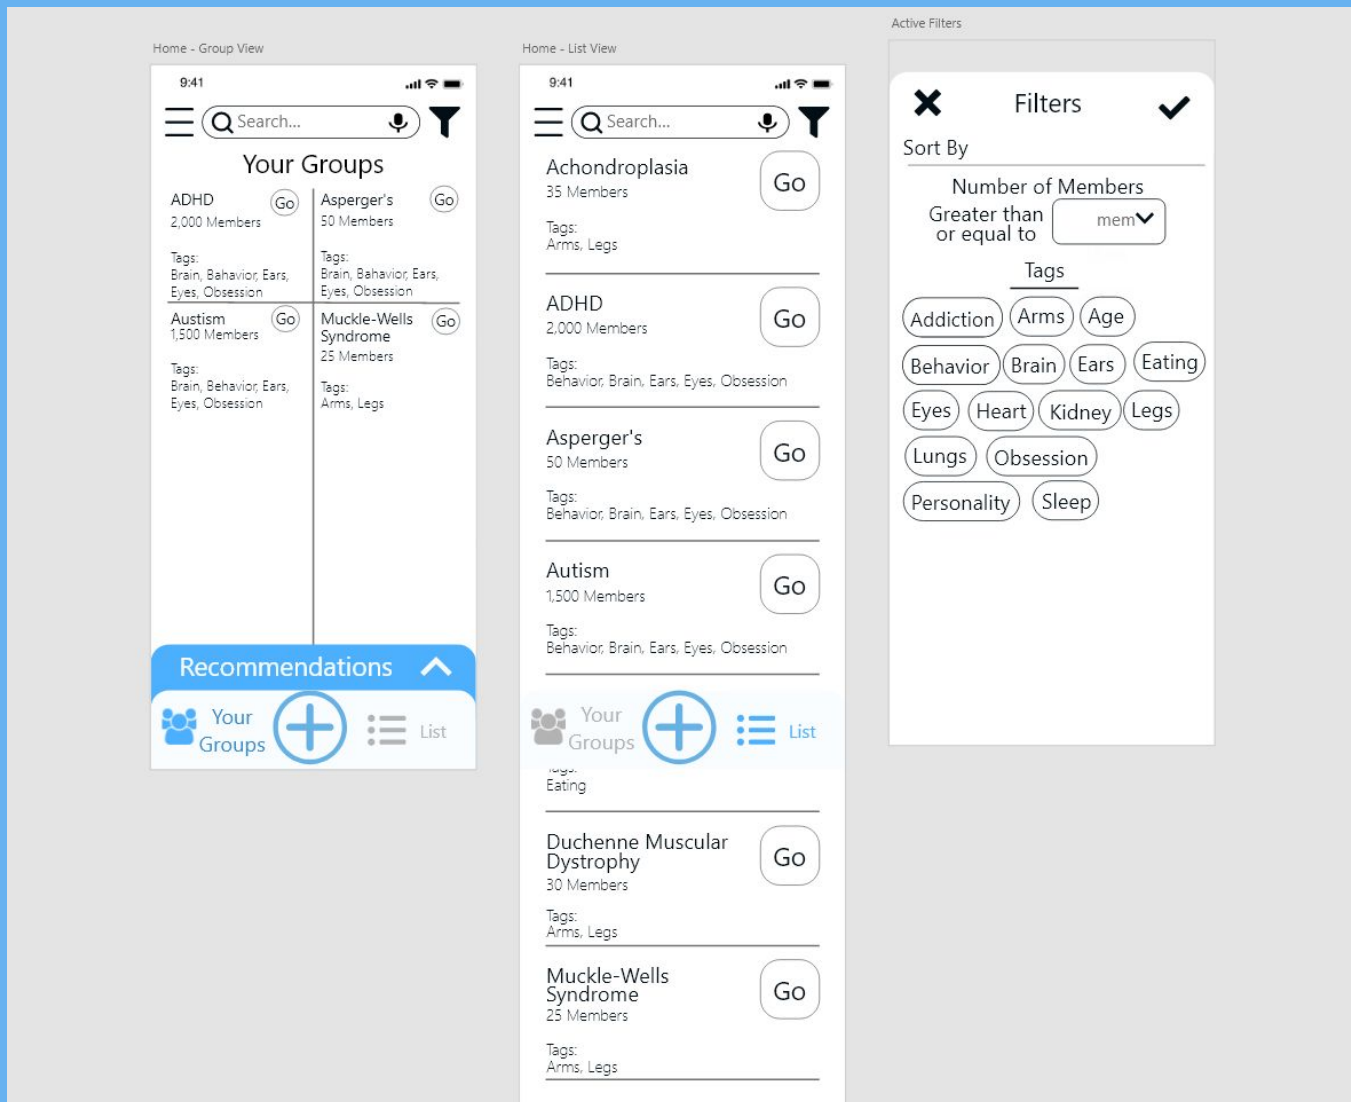 Home - Group View
9:41
Search...
Your Groups
ADHD
Go
2,000 Members
Tags:
Brain, Bahavior, Ears,
Eyes, Obsession
Asperger's
Go
50 Members
Tags:
Brain, Bahavior, Ears,
Eyes, Obsession
Austism
Go
1,500 Members
Tags:
Brain, Behavior, Ears,
Eyes, Obsession
Muckle-Wells
Syndrome
Go
25 Members
Tags:
Arms, Legs
Recommendations
Your
Groups
List
Home - List View
9:41
Search...
Achondroplasia
Go
35 Members
Tags:
Arms, Legs
ADHD
Go
2,000 Members
Tags:
Behavior, Brain, Ears, Eyes, Obsession
Asperger's
Go
50 Members
Tags:
Behavior, Brain, Ears, Eyes, Obsession
Autism
Go
1,500 Members
Tags:
Behavior, Brain, Ears, Eyes, Obsession
Your
Groups
List
Tags:
Eating
Duchenne Muscular
Dystrophy
Go
30 Members
Tags:
Arms, Legs
Muckle-Wells
Syndrome
Go
25 Members
Tags:
Arms, Legs
Active Filters
Filters
Sort By
Number of Members
Greater than
or equal to
mem
Tags
Addiction Arms Age
Behavior Brain Ears Eating
Eyes Heart Kidney Legs
Lungs Obsession
Personality Sleep